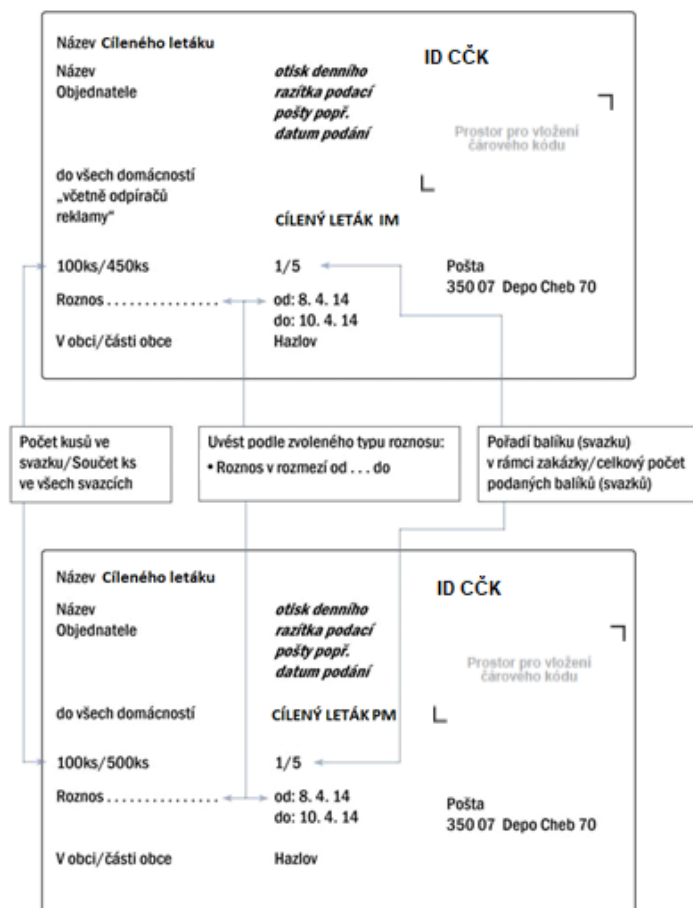 Název Cíleného letáku
ID CČK
Název
Objednatele
otisk denního
razítka podací
pošty popř.
datum podání
Prostor pro vložení
čárového kódu
do všech domácností
„včetně odpíračů
reklamy“
CÍLENÝ LETÁK IM
100ks/450ks
1/5
Pošta
350 07 Depo Cheb 70
Roznos...............
od: 8. 4. 14
do: 10. 4. 14
V obci/části obce
Hazlov
Počet kusů ve
svazku/Součet ks
ve všech svazcích
Uvést podle zvoleného typu roznosu:
• Roznos v rozmezí od . . . do
Pořadí balíku (svazku)
v rámci zakázky/celkový počet
podaných balíků (svazků)
Název Cíleného letáku
ID CČK
Název
Objednatele
otisk denního
razítka podací
pošty popř.
datum podání
Prostor pro vložení
čárového kódu
do všech domácností
CÍLENÝ LETÁK PM
100ks/500ks
1/5
Roznos...............
od: 8. 4. 14
do: 10. 4. 14
Pošta
350 07 Depo Cheb 70
V obci/části obce
Hazlov